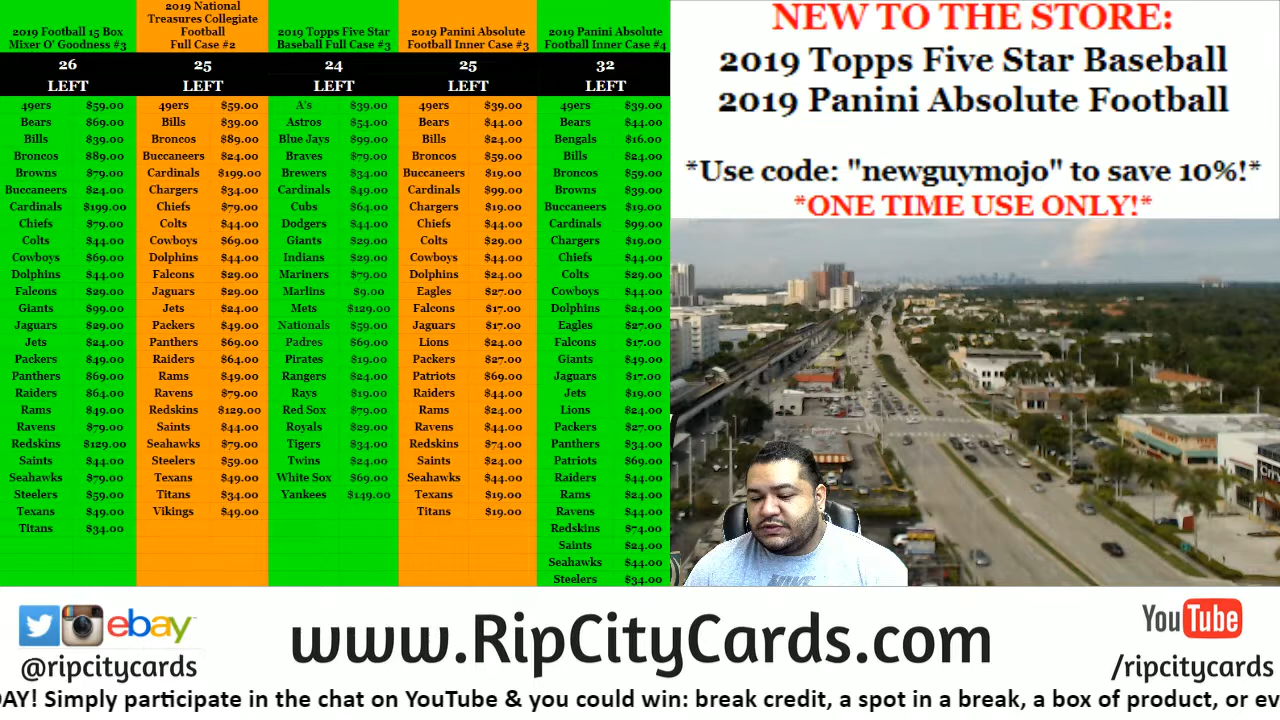 2019 Football 15 Box
Mixer O' Goodness #3
26
LEFT
49ers $59.00
Bears $69.00
Bills $39.00
Broncos $89.00
Browns $79.00
Buccaneers $24.00
Cardinals $199.00
Chiefs $79.00
Colts $44.00
Cowboys $69.00
Dolphins $44.00
Falcons $29.00
Giants $99.00
Jaguars $29.00
Jets $24.00
Packers $49.00
Panthers $69.00
Raiders $64.00
Rams $49.00
Ravens $79.00
Redskins $129.00
Saints $44.00
Seahawks $79.00
Steelers $59.00
Texans $49.00
Titans $34.00
2019 National
Treasures Collegiate
Football
Full Case #2
25
LEFT
49ers $59.00
Bills $39.00
Broncos $89.00
Buccaneers $24.00
Cardinals $199.00
Chargers $34.00
Chiefs $79.00
Colts $44.00
Cowboys $69.00
Dolphins $44.00
Falcons $29.00
Jaguars $29.00
Jets $24.00
Packers $49.00
Panthers $69.00
Raiders $64.00
Rams $49.00
Ravens $79.00
Redskins $129.00
Saints $44.00
Seahawks $79.00
Steelers $59.00
Texans $49.00
Titans $34.00
Vikings $49.00
2019 Topps Five Star
Baseball Full Case #3
24
LEFT
A's $39.00
Astros $54.00
Blue Jays $99.00
Braves $79.00
Brewers $34.00
Cardinals $49.00
Cubs $64.00
Dodgers $44.00
Giants $29.00
Indians $29.00
Mariners $79.00
Marlins $9.00
Mets $129.00
Nationals $59.00
Padres $69.00
Pirates $19.00
Rangers $24.00
Rays $19.00
Red Sox $79.00
Royals $29.00
Tigers $34.00
Twins $24.00
White Sox $69.00
Yankees $149.00
2019 Panini Absolute
Football Inner Case #3
25
LEFT
49ers $39.00
Bears $44.00
Bills $24.00
Broncos $59.00
Buccaneers $19.00
Cardinals $99.00
Chargers $19.00
Chiefs $44.00
Colts $29.00
Cowboys $44.00
Dolphins $24.00
Eagles $27.00
Falcons $17.00
Jaguars $17.00
Lions $24.00
Packers $27.00
Patriots $69.00
Raiders $44.00
Rams $24.00
Ravens $44.00
Redskins $74.00
Saints $24.00
Seahawks $44.00
Texans $19.00
Titans $19.00
2019 Panini Absolute
Football Inner Case #4
32
LEFT
49ers $39.00
Bears $44.00
Bengals $16.00
Bills $24.00
Broncos $59.00
Browns $39.00
Buccaneers $19.00
Cardinals $99.00
Chargers $19.00
Chiefs $44.00
Colts $29.00
Cowboys $44.00
Dolphins $24.00
Eagles $27.00
Falcons $17.00
Giants $49.00
Jaguars $17.00
Jets $19.00
Lions $24.00
Packers $27.00
Panthers $34.00
Patriots $69.00
Raiders $44.00
Rams $24.00
Ravens $44.00
Redskins $74.00
Saints $24.00
Seahawks $44.00
Steelers $34.00
NEW TO THE STORE:
2019 Topps Five Star Baseball
2019 Panini Absolute Football
*Use code: "newguymojo" to save 10%!*
*ONE TIME USE ONLY!*
ebay
@ripcitycards
www.RipCityCards.com
YouTube
/ripcitycards
DAY! Simply participate in the chat on YouTube & you could win: break credit, a spot in a break, a box of product, or ev